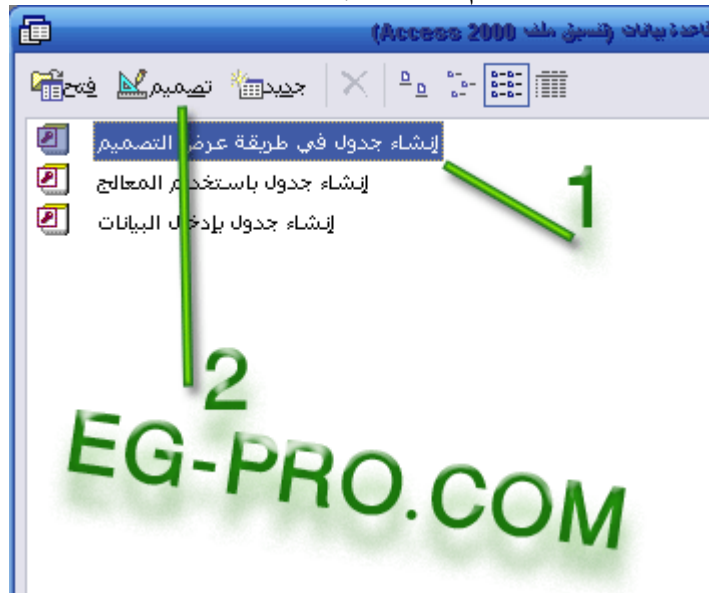 قاعدة بيانات (تنسيق ملف Access 2000)
فتح تصميم جديد
إنشاء جدول في طريقة عرض التصميم
إنشاء جدول باستخدام المعالج
إنشاء جدول بإدخال البيانات
1
2
EG-PRO.COM